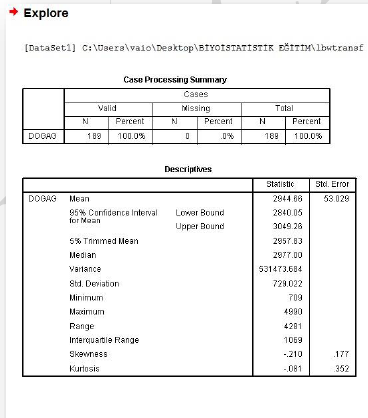 Explore
[DataSet1] C:\Users\vaio\Desktop\BİYOİSTATİSTİK EĞİTİM\lbwtransf
Case Processing Summary
Cases
Valid Missing Total
N Percent N Percent N Percent
DOGAG 189 100.0% 0 .0% 189 100.0%
Descriptives
Statistic Std. Error
DOGAG Mean 2944.66 53.029
95% Confidence Interval for Mean Lower Bound 2840.05
Upper Bound 3049.26
5% Trimmed Mean 2957.83
Median 2977.00
Variance 531473.684
Std. Deviation 729.022
Minimum 709
Maximum 4990
Range 4281
Interquartile Range 1069
Skewness -.210 .177
Kurtosis -.081 .352